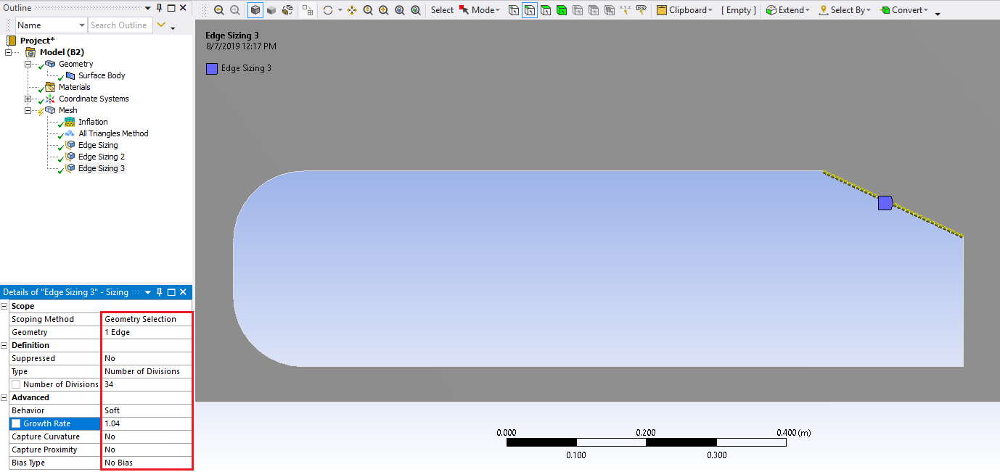 Outline
Name Search Outline
Project*
Model (B2)
Geometry
Surface Body
Materials
Coordinate Systems
Mesh
Inflation
All Triangles Method
Edge Sizing
Edge Sizing 2
Edge Sizing 3
Details of "Edge Sizing 3" - Sizing
Scope
Scoping Method Geometry Selection
Geometry 1 Edge
Definition
Suppressed No
Type Number of Divisions
Number of Divisions 34
Advanced
Behavior Soft
Growth Rate 1.04
Capture Curvature No
Capture Proximity No
Bias Type No Bias
Select Mode Clipboard [ Empty ] Extend Select By Convert
Edge Sizing 3
8/7/2019 12:17 PM
Edge Sizing 3
0.000 0.200 0.400 (m)
0.100 0.300